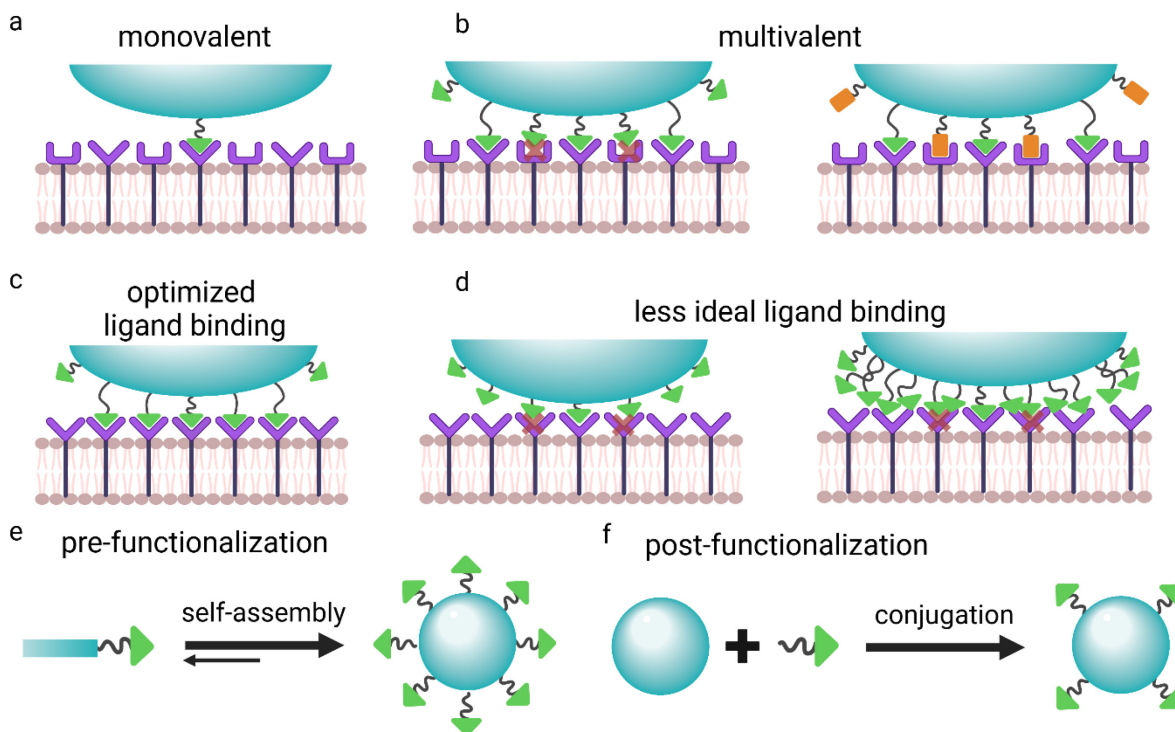 a
monovalent
b
multivalent
c
optimized
ligand binding
d
less ideal ligand binding
e
pre-functionalization
self-assembly
f
post-functionalization
conjugation